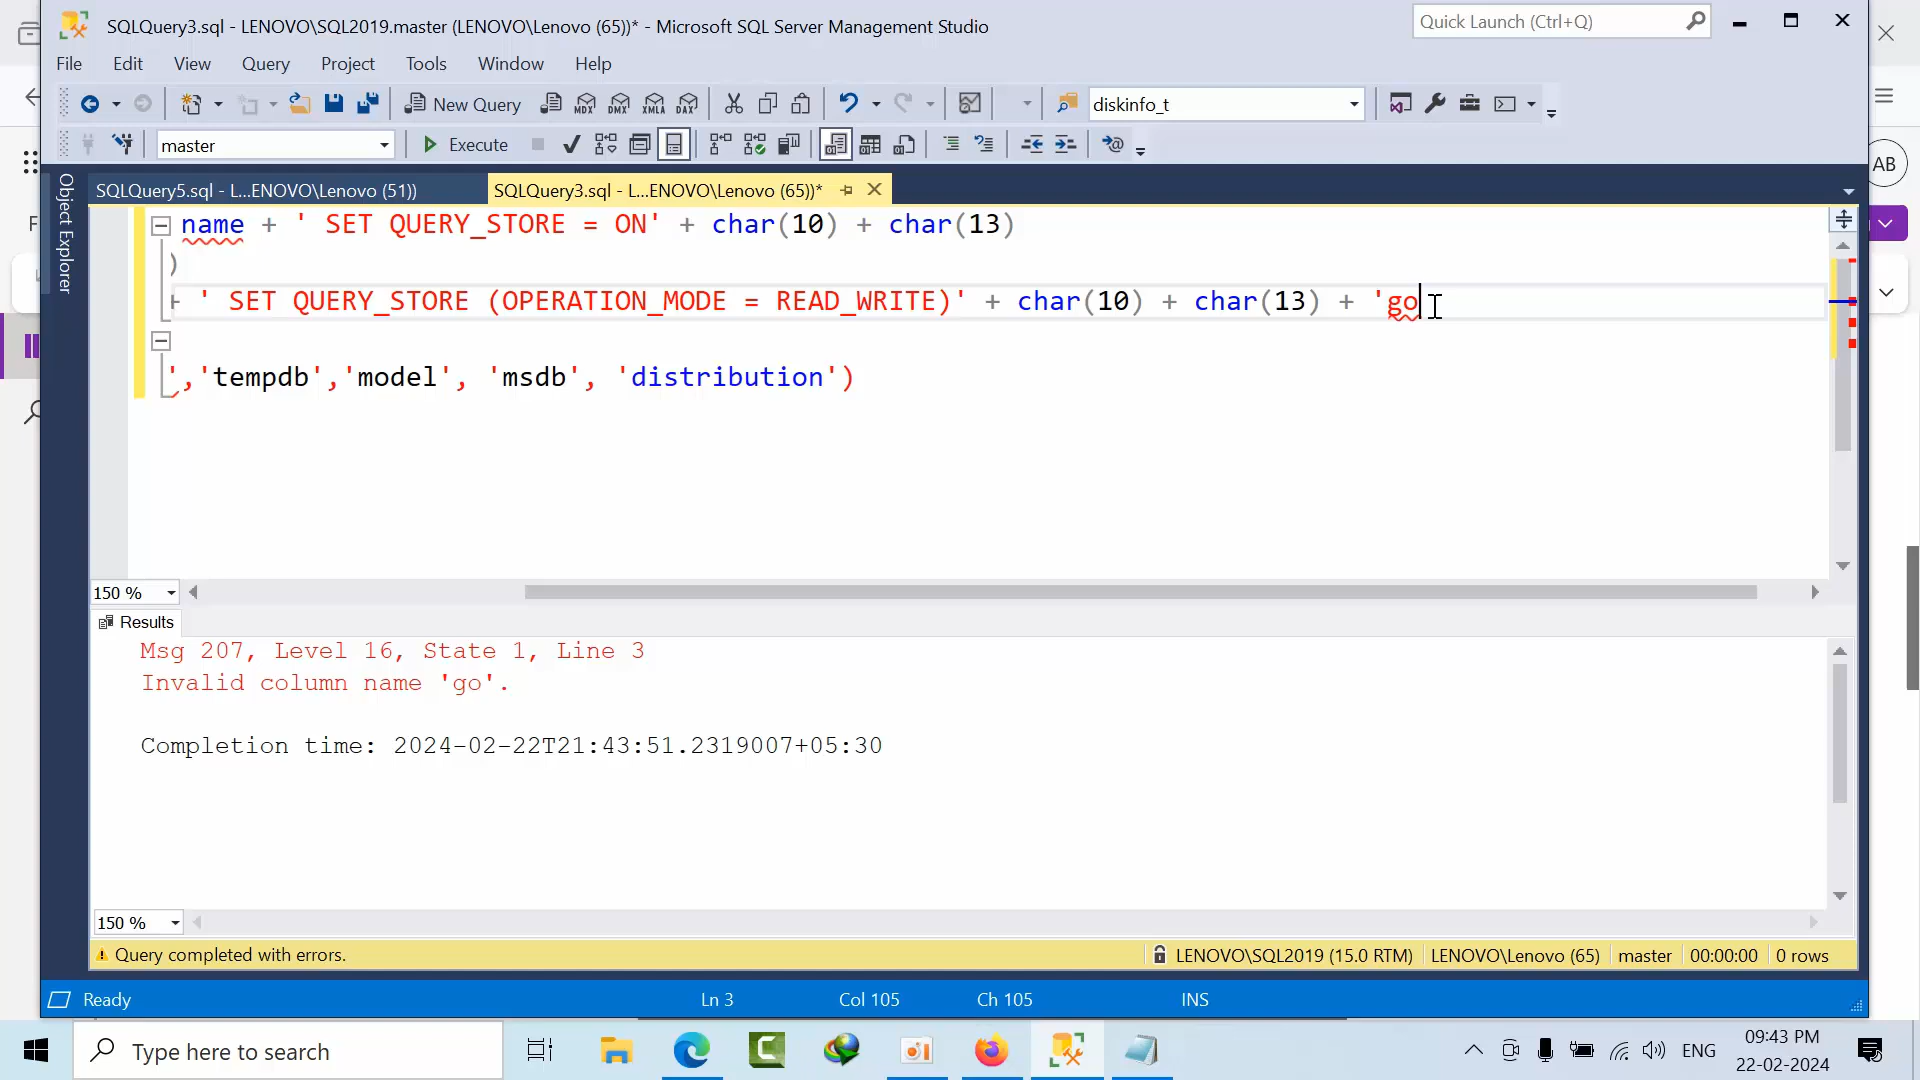 SQLQuery3.sql - LENOVO\SQL2019.master (LENOVO\Lenovo (65))* - Microsoft SQL Server Management Studio
Quick Launch (Ctrl+Q)
File Edit View Query Project Tools Window Help
New Query MDX DMX XMLA DAX diskinfo_t
master Execute
SQLQuery5.sql - L...ENOVO\Lenovo (51)) SQLQuery3.sql - L...ENOVO\Lenovo (65))*
AB
Object Explorer
name + ' SET QUERY_STORE = ON' + char(10) + char(13)
)
+ ' SET QUERY_STORE (OPERATION_MODE = READ_WRITE)' + char(10) + char(13) + 'go
','tempdb','model', 'msdb', 'distribution')
150 %
Results
Msg 207, Level 16, State 1, Line 3
Invalid column name 'go'.
Completion time: 2024-02-22T21:43:51.2319007+05:30
150 %
Query completed with errors. LENOVO\SQL2019 (15.0 RTM) LENOVO\Lenovo (65) master 00:00:00 0 rows
Ready Ln 3 Col 105 Ch 105 INS
Type here to search
ENG
09:43 PM
22-02-2024